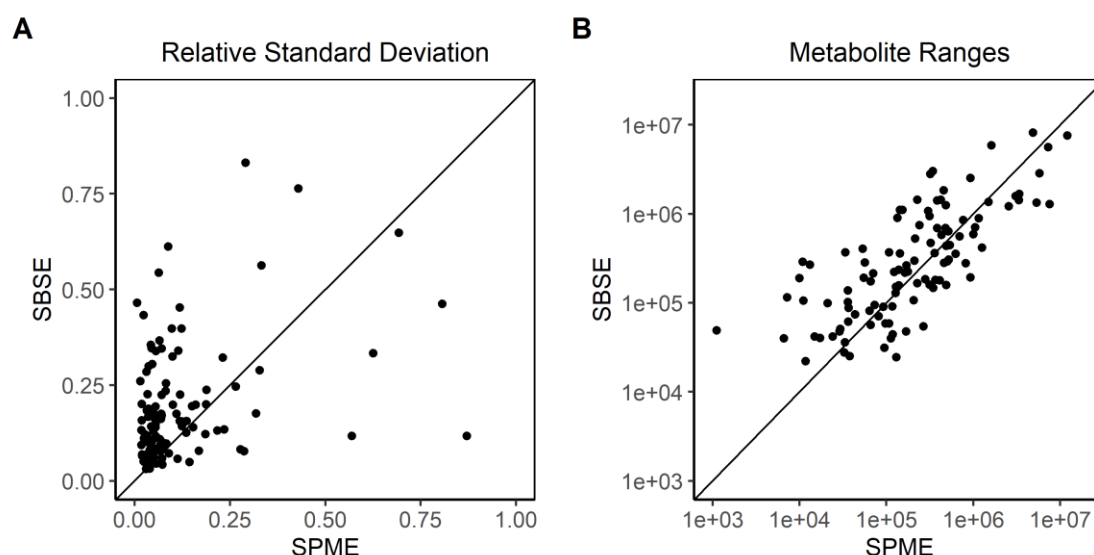 A
Relative Standard Deviation
1.00
0.75
0.50
0.25
0.00
SBSE
0.00 0.25 0.50 0.75 1.00
SPME
B
Metabolite Ranges
1e+07
1e+06
1e+05
1e+04
1e+03
SBSE
1e+03 1e+04 1e+05 1e+06 1e+07
SPME